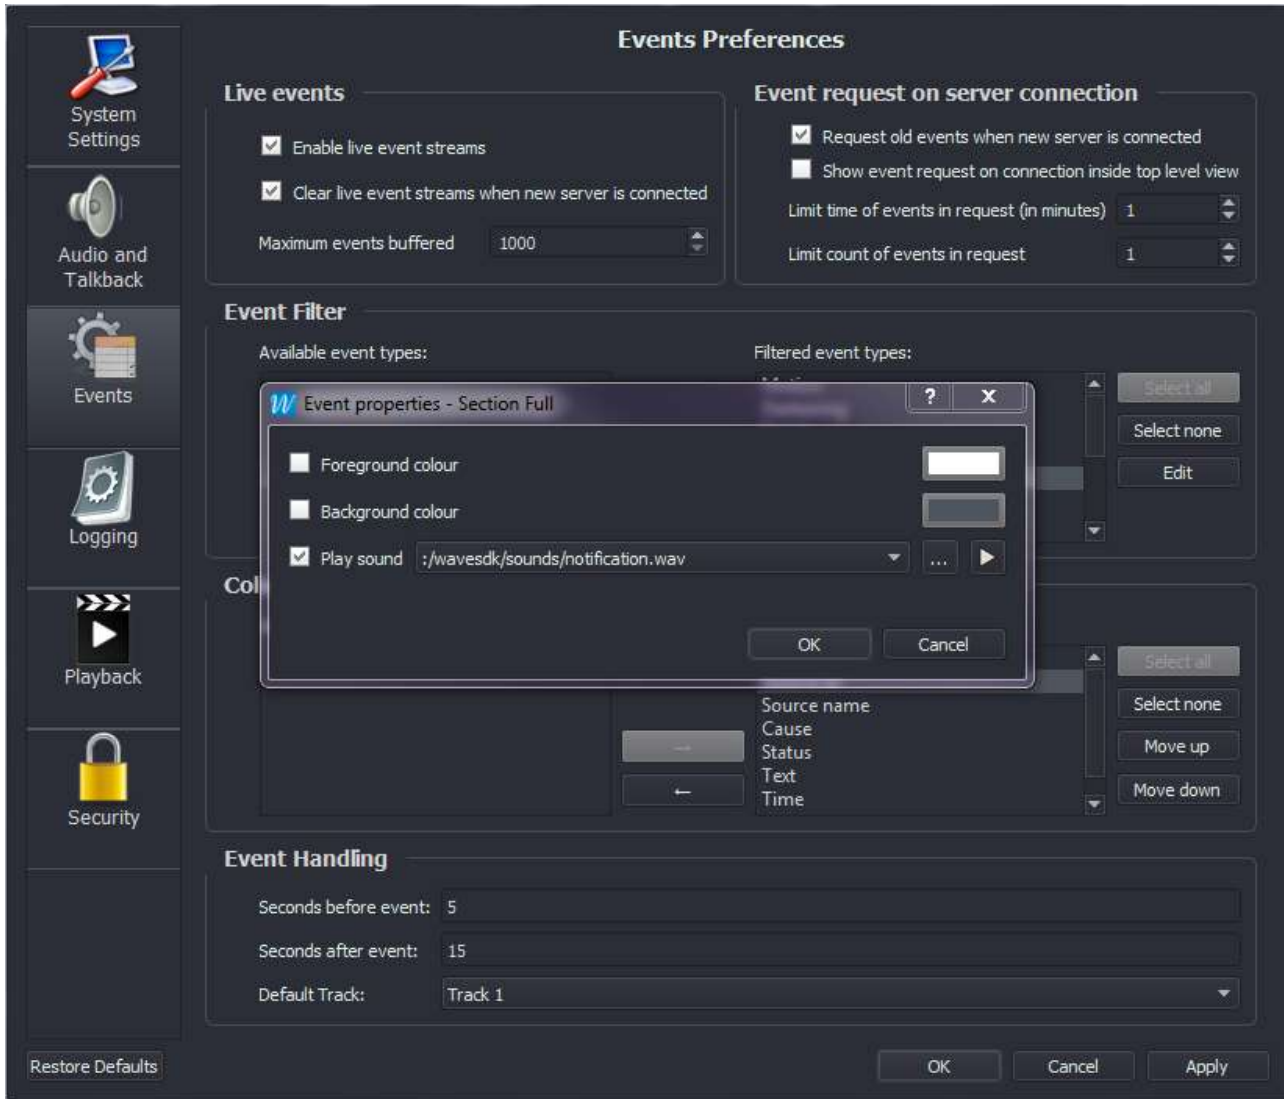 Events Preferences
System
Settings
Audio and
Talkback
Events
Logging
Playback
Security
Live events
Enable live event streams
Clear live event streams when new server is connected
Maximum events buffered 1000
Event request on server connection
Request old events when new server is connected
Show event request on connection inside top level view
Limit time of events in request (in minutes) 1
Limit count of events in request 1
Event Filter
Available event types:
Filtered event types:
Select all
Select none
Edit
W Event properties - Section Full ? X
Foreground colour
Background colour
Play sound :/wavesdk/sounds/notification.wav ...
OK Cancel
Col
Source name
Cause
Status
Text
Time
→
←
Select all
Select none
Move up
Move down
Event Handling
Seconds before event: 5
Seconds after event: 15
Default Track: Track 1
Restore Defaults
OK Cancel Apply